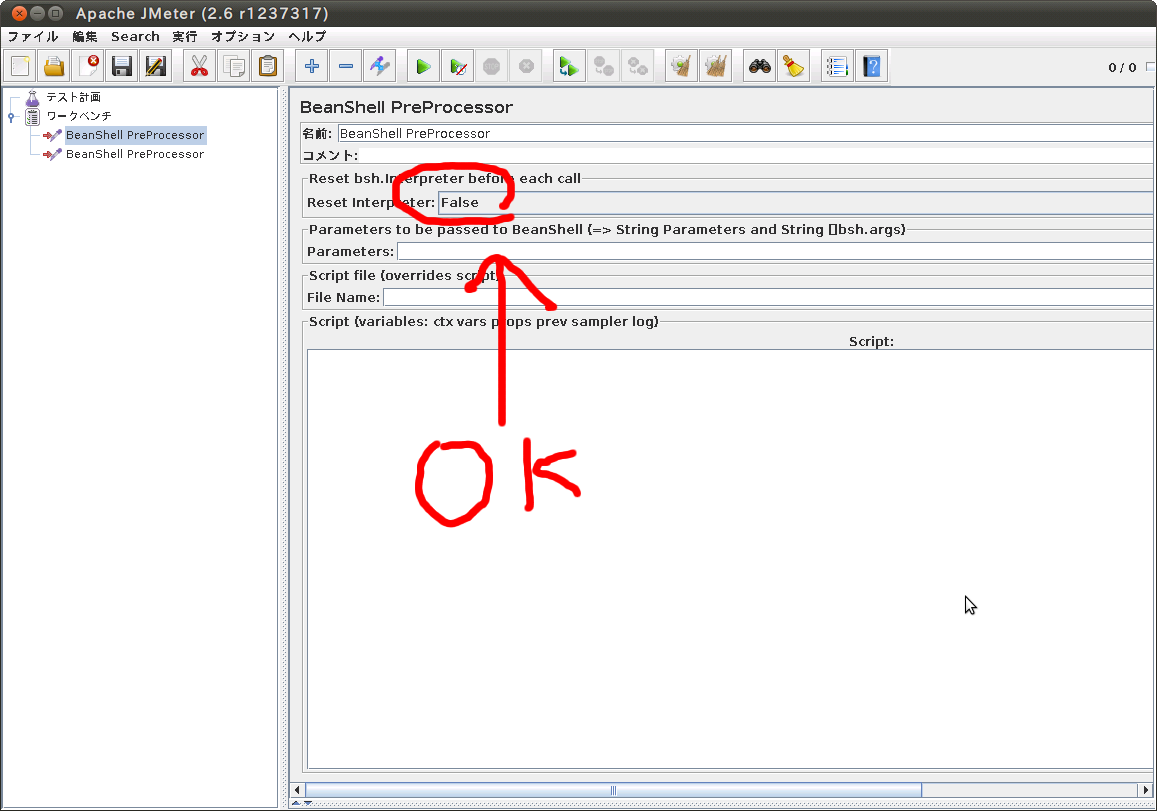 Apache JMeter (2.6 r1237317)
ファイル 編集 Search 実行 オプション ヘルプ
0 / 0
テスト計画
ワークベンチ
BeanShell PreProcessor
BeanShell PreProcessor
BeanShell PreProcessor
名前: BeanShell PreProcessor
コメント:
Reset bsh.Interpreter before each call
Reset Interpreter: False
Parameters to be passed to BeanShell (=> String Parameters and String []bsh.args)
Parameters:
Script file (overrides script)
File Name:
Script (variables: ctx vars props prev sampler log)
Script:
OK